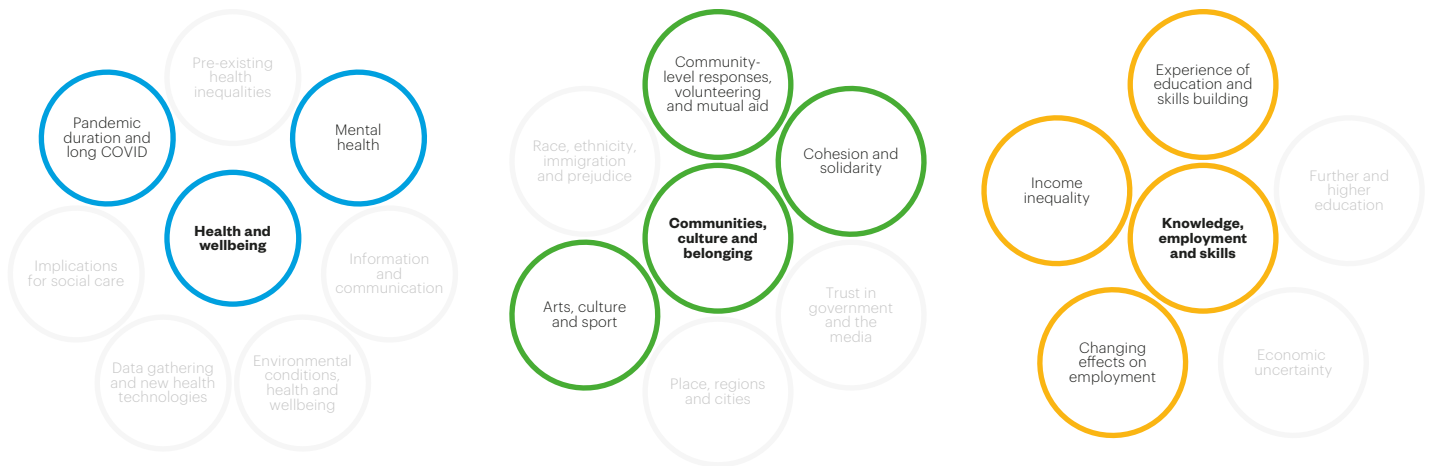 Pre-existing
health
inequalities
Pandemic
duration and
long COVID
Mental
health
Health and
wellbeing
Implications
for social care
Information
and
communication
Data gathering
and new health
technologies
Environmental
conditions,
health and
wellbeing
Community-
level responses,
volunteering
and mutual aid
Race, ethnicity,
immigration
and prejudice
Cohesion and
solidarity
Communities,
culture and
belonging
Arts, culture
and sport
Trust in
government
and the
media
Place, regions
and cities
Experience of
education and
skills building
Income
inequality
Further and
higher
education
Knowledge,
employment
and skills
Changing
effects on
employment
Economic
uncertainty